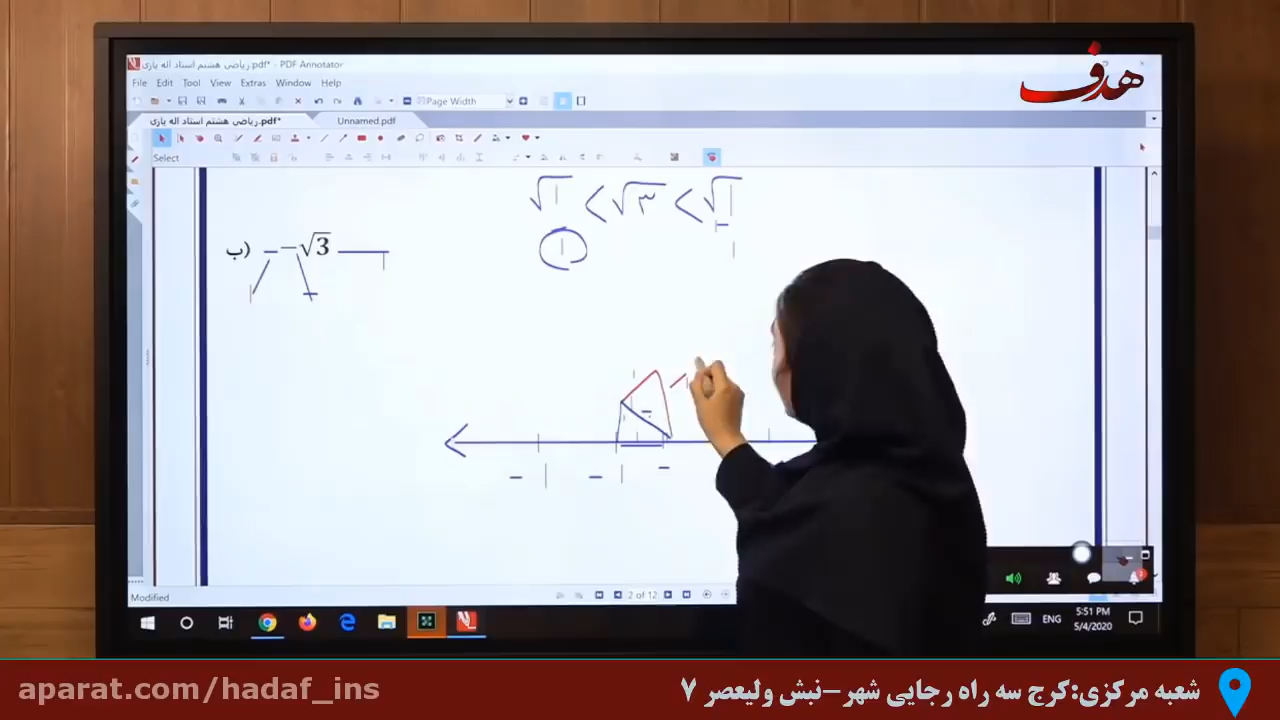 هدف
ریاضی هشتم استاد اله یاری.pdf* - PDF Annotator
File Edit Tool View Extras Window Help
Page Width
ریاضی هشتم استاد اله یاری.pdf* Unnamed.pdf
Select
√۱ < √۳ < √
ب) −√3
۱
Modified
2 of 12
ENG
5:51 PM
5/4/2020
aparat.com/hadaf_ins
شعبه مرکزی:کرج سه راه رجایی شهر-نبش ولیعصر ۷